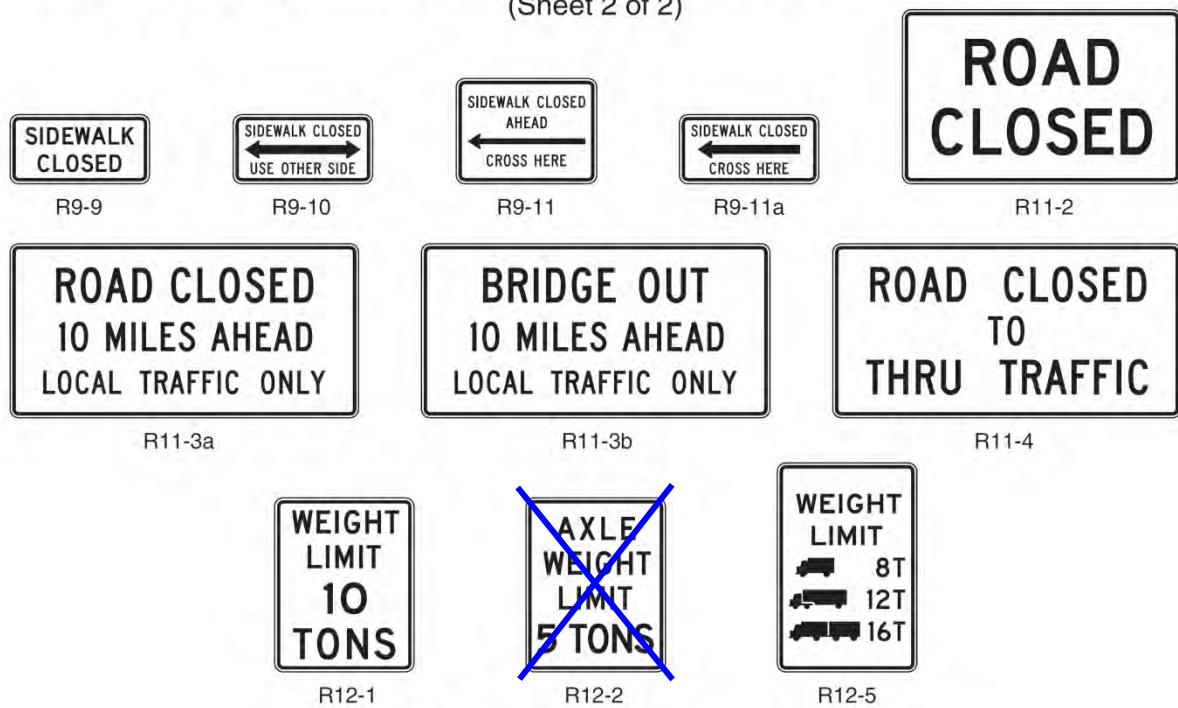 (Sheet 2 of 2)
SIDEWALK
CLOSED
R9-9
SIDEWALK CLOSED
USE OTHER SIDE
R9-10
SIDEWALK CLOSED
AHEAD
CROSS HERE
R9-11
SIDEWALK CLOSED
CROSS HERE
R9-11a
ROAD
CLOSED
R11-2
ROAD CLOSED
10 MILES AHEAD
LOCAL TRAFFIC ONLY
R11-3a
BRIDGE OUT
10 MILES AHEAD
LOCAL TRAFFIC ONLY
R11-3b
ROAD CLOSED
TO
THRU TRAFFIC
R11-4
WEIGHT
LIMIT
10
TONS
R12-1
AXLE
WEIGHT
LIMIT
5 TONS
R12-2
WEIGHT
LIMIT
8T
12T
16T
R12-5